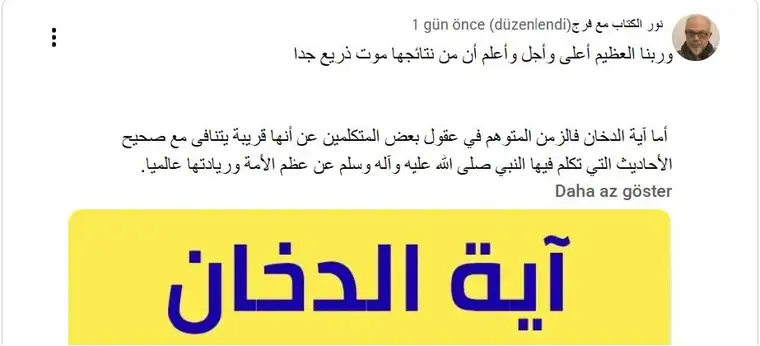 نور الكتاب مع فرج 1 gün önce (düzenlendi)
وربنا العظيم أعلى وأجل وأعلم أن من نتائجها موت ذريع جدا
أما آية الدخان فالزمن المتوهم في عقول بعض المتكلمين عن أنها قريبة يتنافى مع صحيح
الأحاديث التي تكلم فيها النبي صلى الله عليه وآله وسلم عن عظم الأمة وريادتها عالميا.
Daha az göster
آية الدخان